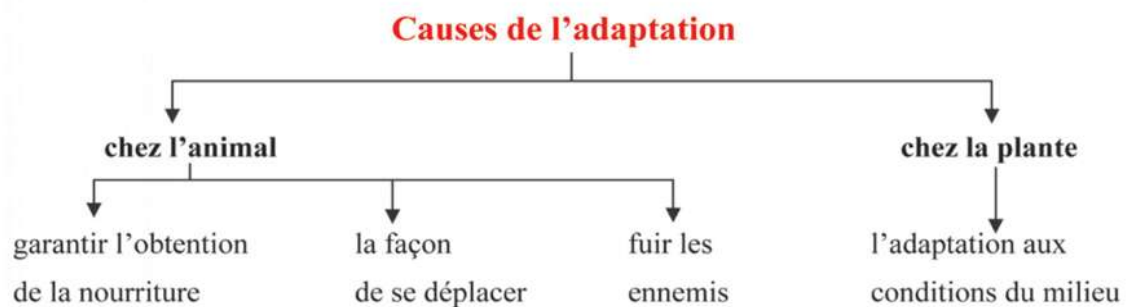 Causes de l’adaptation
chez l’animal
chez la plante
garantir l’obtention
de la nourriture
la façon
de se déplacer
fuir les
ennemis
l’adaptation aux
conditions du milieu